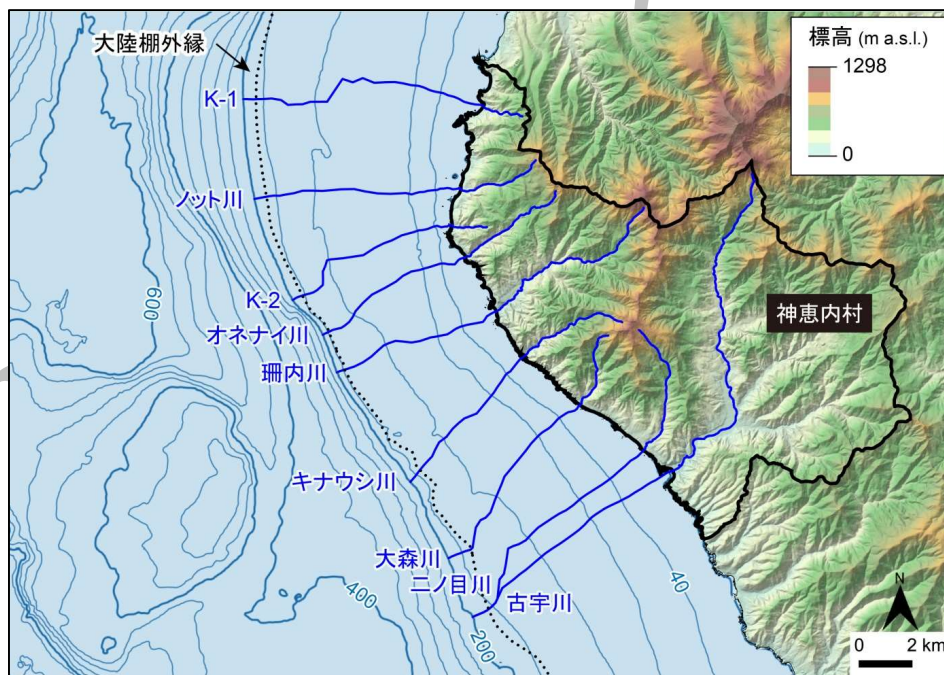 大陸棚外縁
標高 (m a.s.l.)
1298
0
K-1
ノット川
K-2
オネナイ川
珊内川
キナウシ川
大森川
二ノ目川
古宇川
神恵内村
600
400
200
40
N
0 2 km